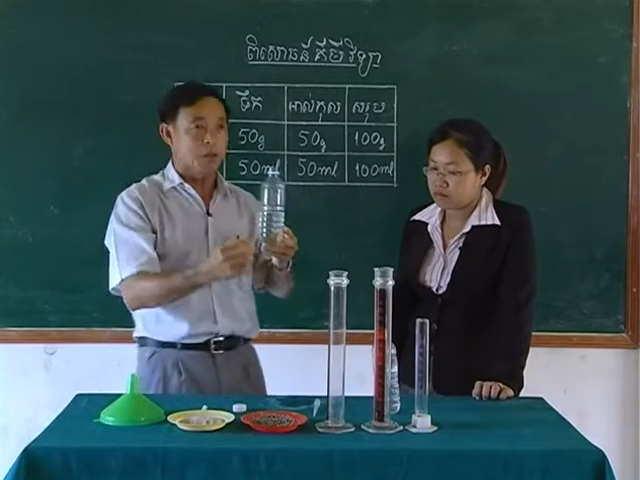 ពិសោធន៍គីមីវិទ្យា
ទឹក អាល់កុល សរុប
50g 50g 100g
50ml 50ml 100ml